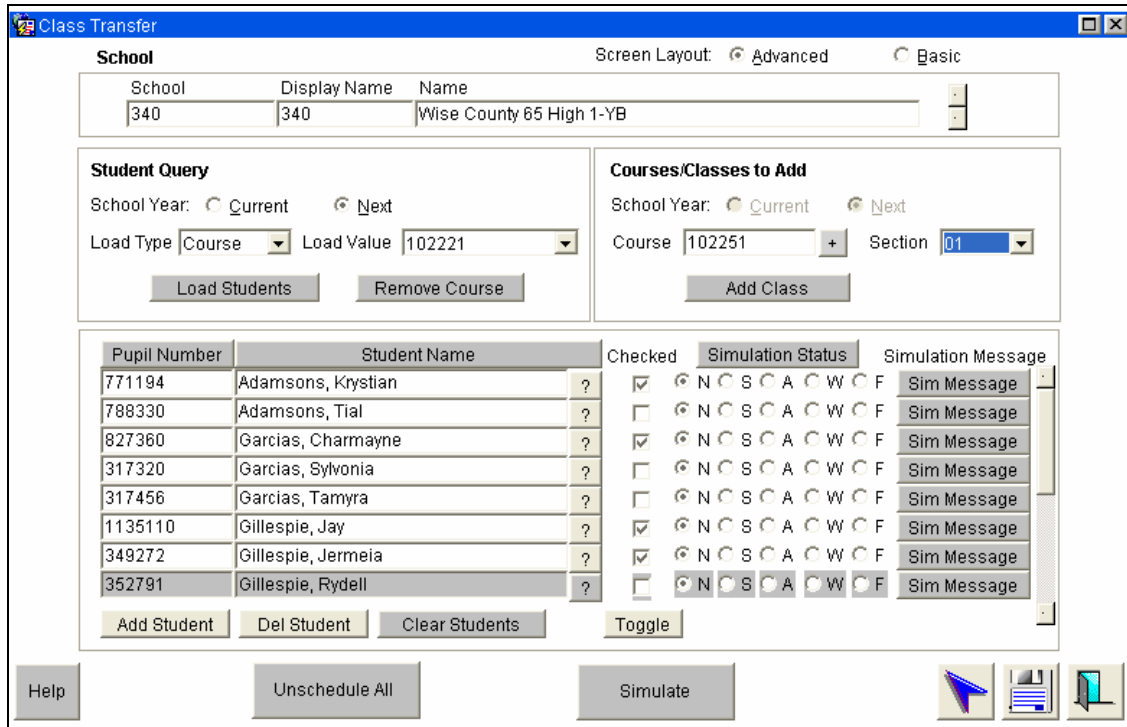 Class Transfer
School Screen Layout: Advanced Basic
School Display Name Name
340 340 Wise County 65 High 1-YB
Student Query Courses/Classes to Add
School Year: Current Next School Year: Current Next
Load Type Course Load Value 102221 Course 102251 + Section 01
Load Students Remove Course Add Class
Pupil Number Student Name Checked Simulation Status Simulation Message
771194 Adamsons, Krystian ? N S A W F Sim Message
788330 Adamsons, Tial ? N S A W F Sim Message
827360 Garcias, Charmayne ? N S A W F Sim Message
317320 Garcias, Sylvonia ? N S A W F Sim Message
317456 Garcias, Tamyra ? N S A W F Sim Message
1135110 Gillespie, Jay ? N S A W F Sim Message
349272 Gillespie, Jermeia ? N S A W F Sim Message
352791 Gillespie, Rydell ? N S A W F Sim Message
Add Student Del Student Clear Students Toggle
Help Unschedule All Simulate